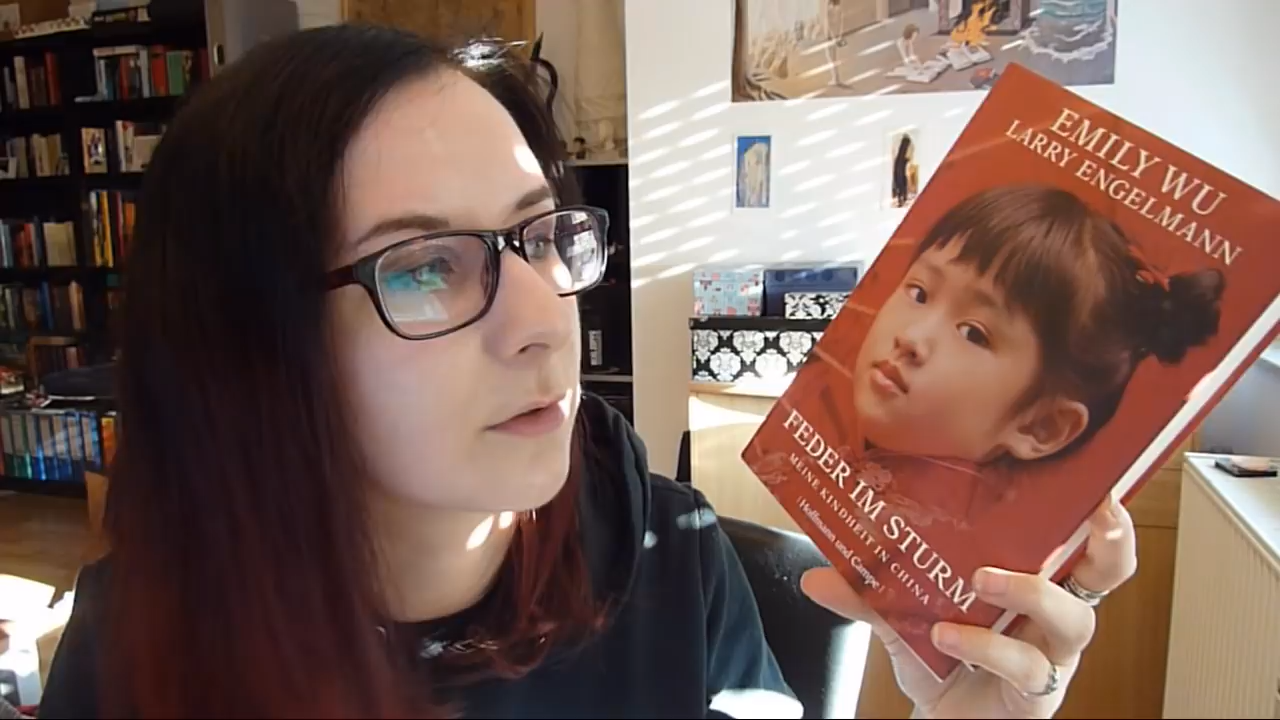 EMILY WU
LARRY ENGELMANN
FEDER IM STURM
MEINE KINDHEIT IN CHINA
Hoffmann und Campe